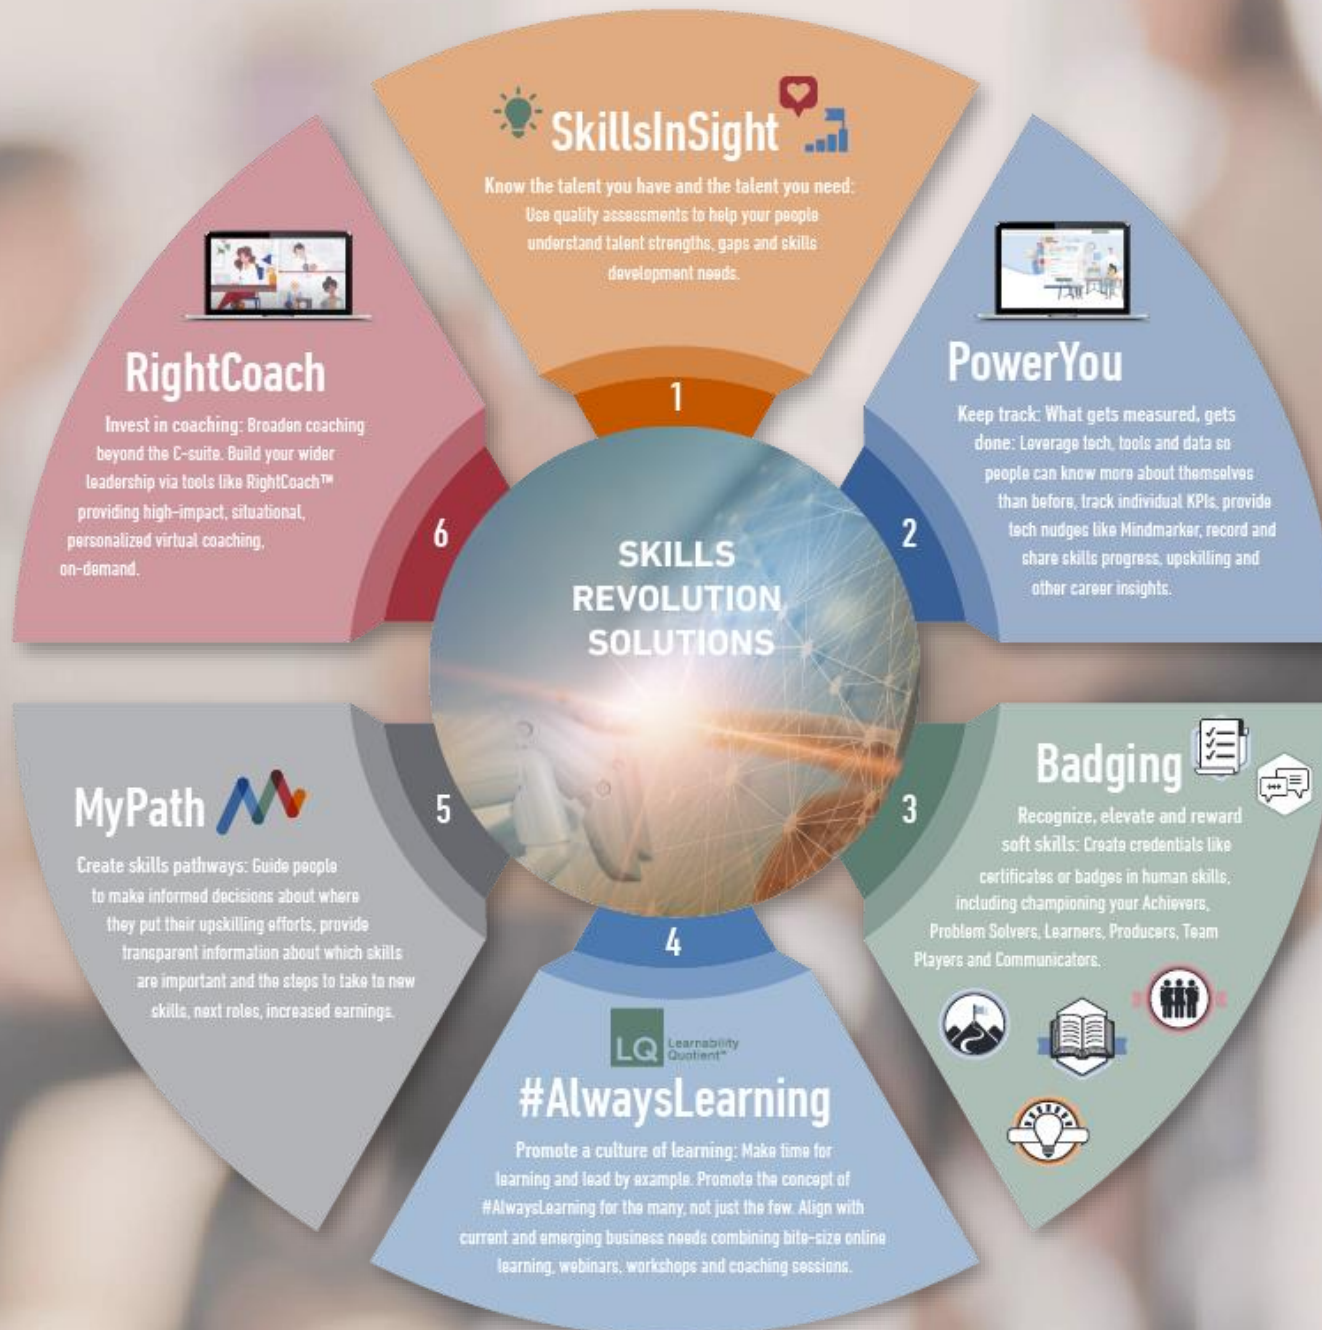 SKILLS
REVOLUTION
SOLUTIONS
1
SkillsInSight
Know the talent you have and the talent you need:
Use quality assessments to help your people
understand talent strengths, gaps and skills
development needs.
2
PowerYou
Keep track: What gets measured, gets
done: Leverage tech, tools and data so
people can know more about themselves
than before, track individual KPIs, provide
tech nudges like Mindmarker, record and
share skills progress, upskilling and
other career insights.
3
Badging
Recognize, elevate and reward
soft skills: Create credentials like
certificates or badges in human skills,
including championing your Achievers,
Problem Solvers, Learners, Producers, Team
Players and Communicators.
4
LQ Learnability
Quotient™
#AlwaysLearning
Promote a culture of learning: Make time for
learning and lead by example. Promote the concept of
#AlwaysLearning for the many, not just the few. Align with
current and emerging business needs combining bite-size online
learning, webinars, workshops and coaching sessions.
5
MyPath
Create skills pathways: Guide people
to make informed decisions about where
they put their upskilling efforts, provide
transparent information about which skills
are important and the steps to take to new
skills, next roles, increased earnings.
6
RightCoach
Invest in coaching: Broaden coaching
beyond the C-suite. Build your wider
leadership via tools like RightCoach™
providing high-impact, situational,
personalized virtual coaching,
on-demand.